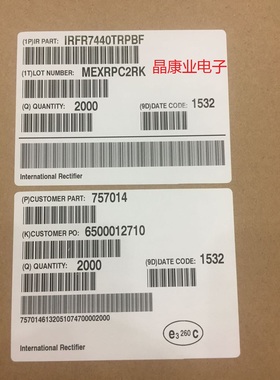 晶康业电子
(1P)IR PART: IRFR7440TRPBF
(1T)LOT NUMBER: MEXRPC2RK
(Q) QUANTITY: 2000 (9D)DATE CODE: 1532
International Rectifier
(P)CUSTOMER PART: 757014
(K)CUSTOMER PO: 6500012710
(Q) QUANTITY: 2000 (9D)DATE CODE: 1532
7570146132051074700002000
e3 260 C
International Rectifier